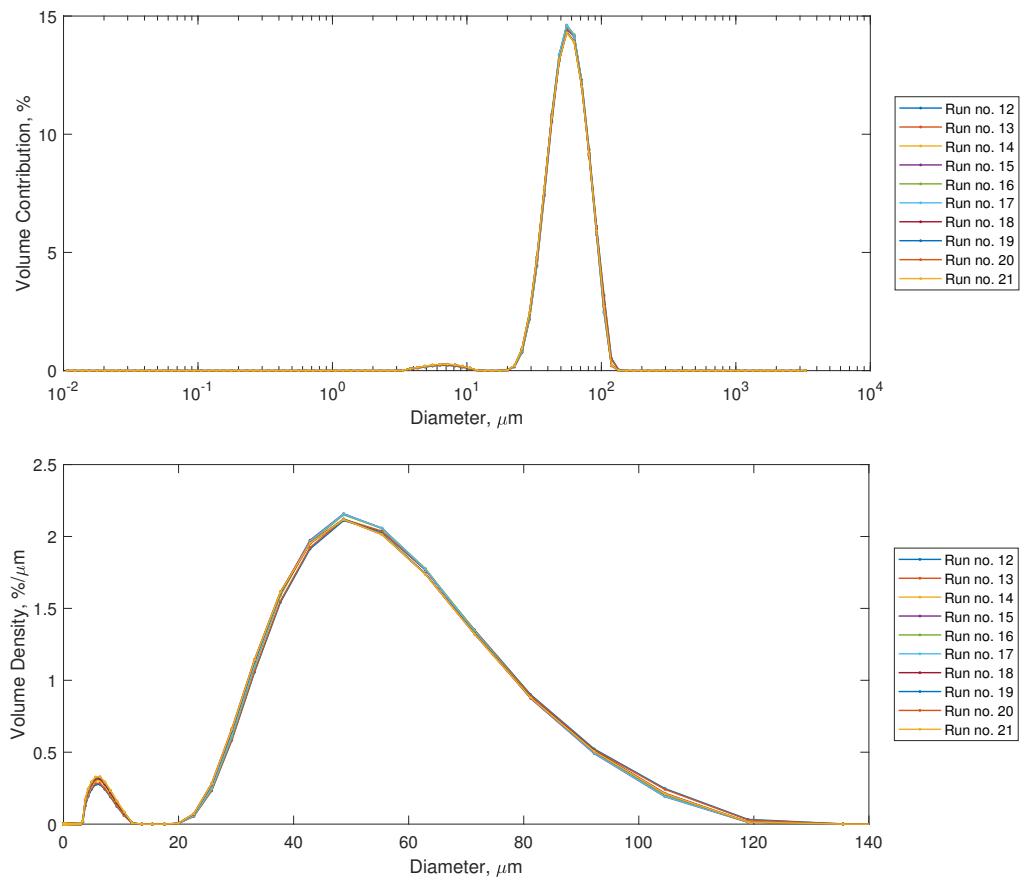 15
10
5
0
Volume Contribution, %
10^-2
10^-1
10^0
10^1
10^2
10^3
10^4
Diameter, μm
Run no. 12
Run no. 13
Run no. 14
Run no. 15
Run no. 16
Run no. 17
Run no. 18
Run no. 19
Run no. 20
Run no. 21
2.5
2
1.5
1
0.5
0
Volume Density, %/μm
0
20
40
60
80
100
120
140
Diameter, μm
Run no. 12
Run no. 13
Run no. 14
Run no. 15
Run no. 16
Run no. 17
Run no. 18
Run no. 19
Run no. 20
Run no. 21